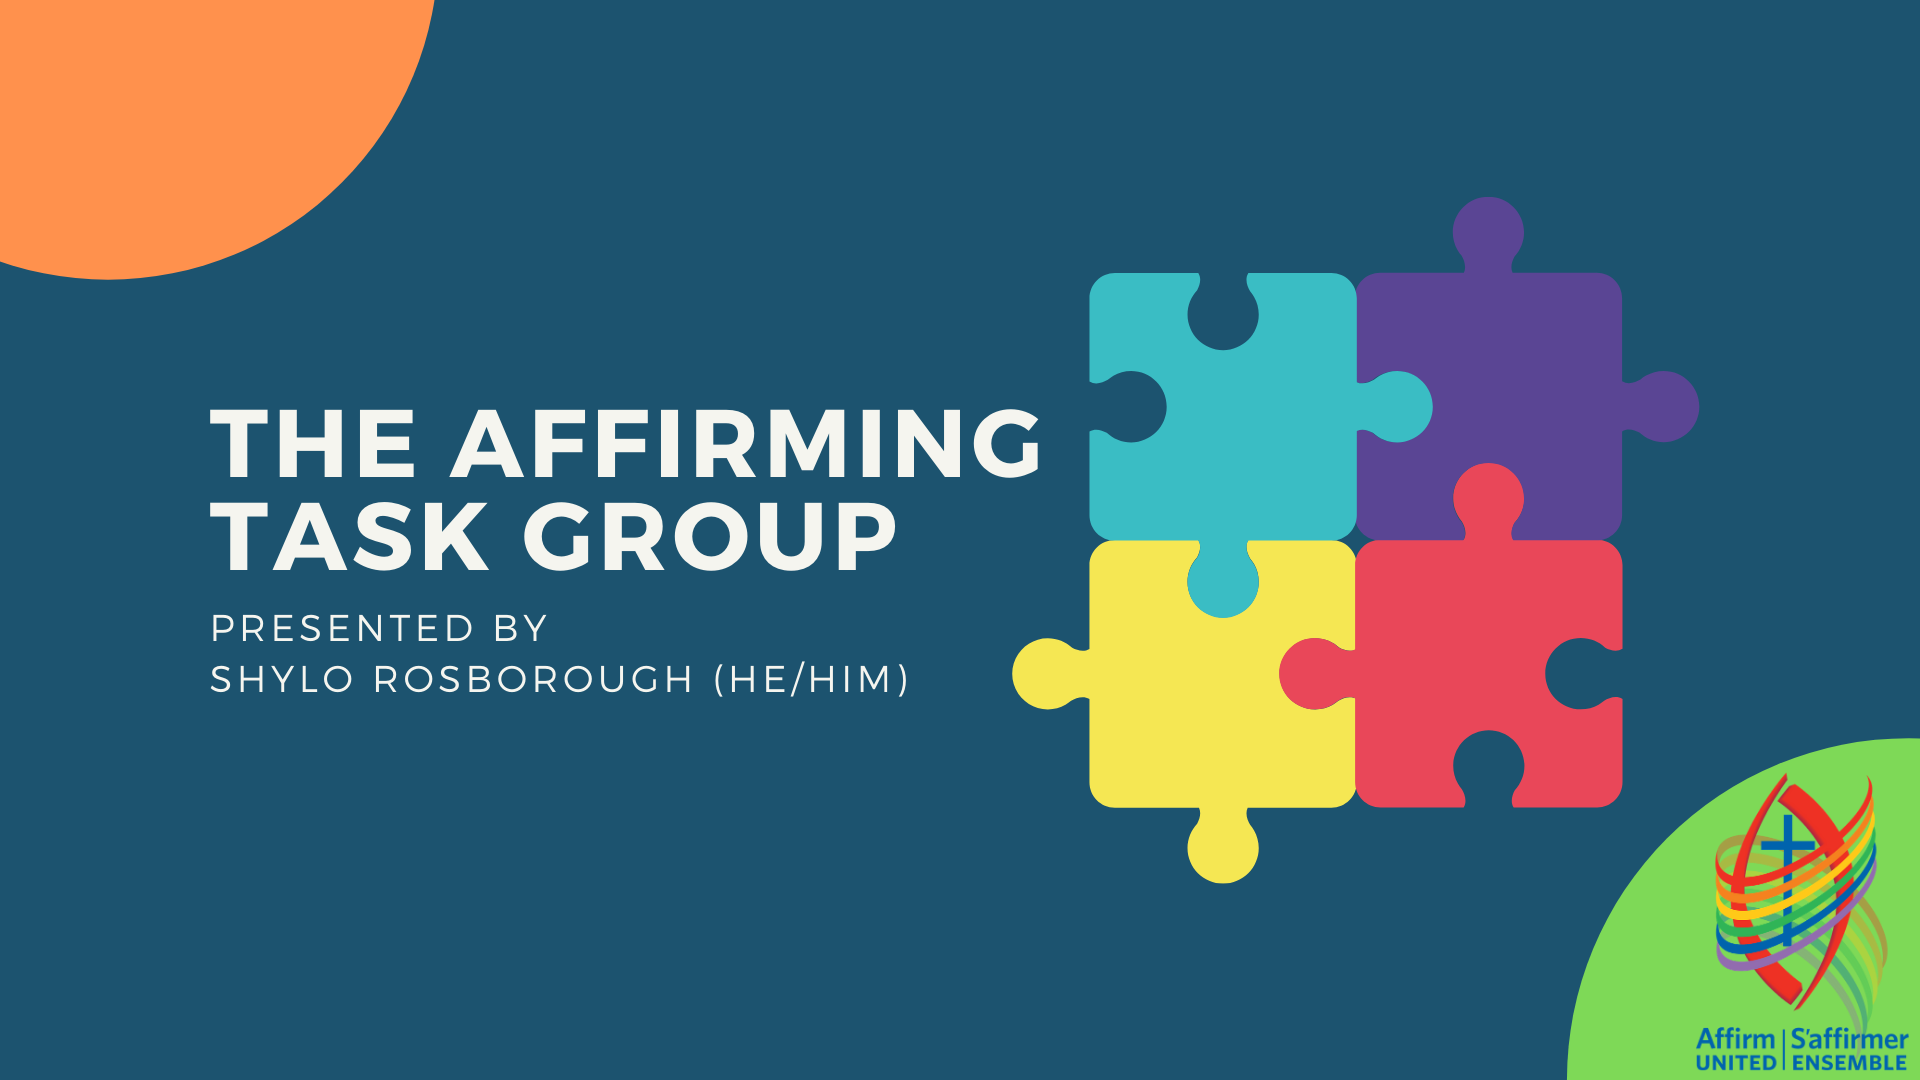 THE AFFIRMING
TASK GROUP
PRESENTED BY
SHYLO ROSBOROUGH (HE/HIM)
Affirm | S'affirmer
UNITED | ENSEMBLE